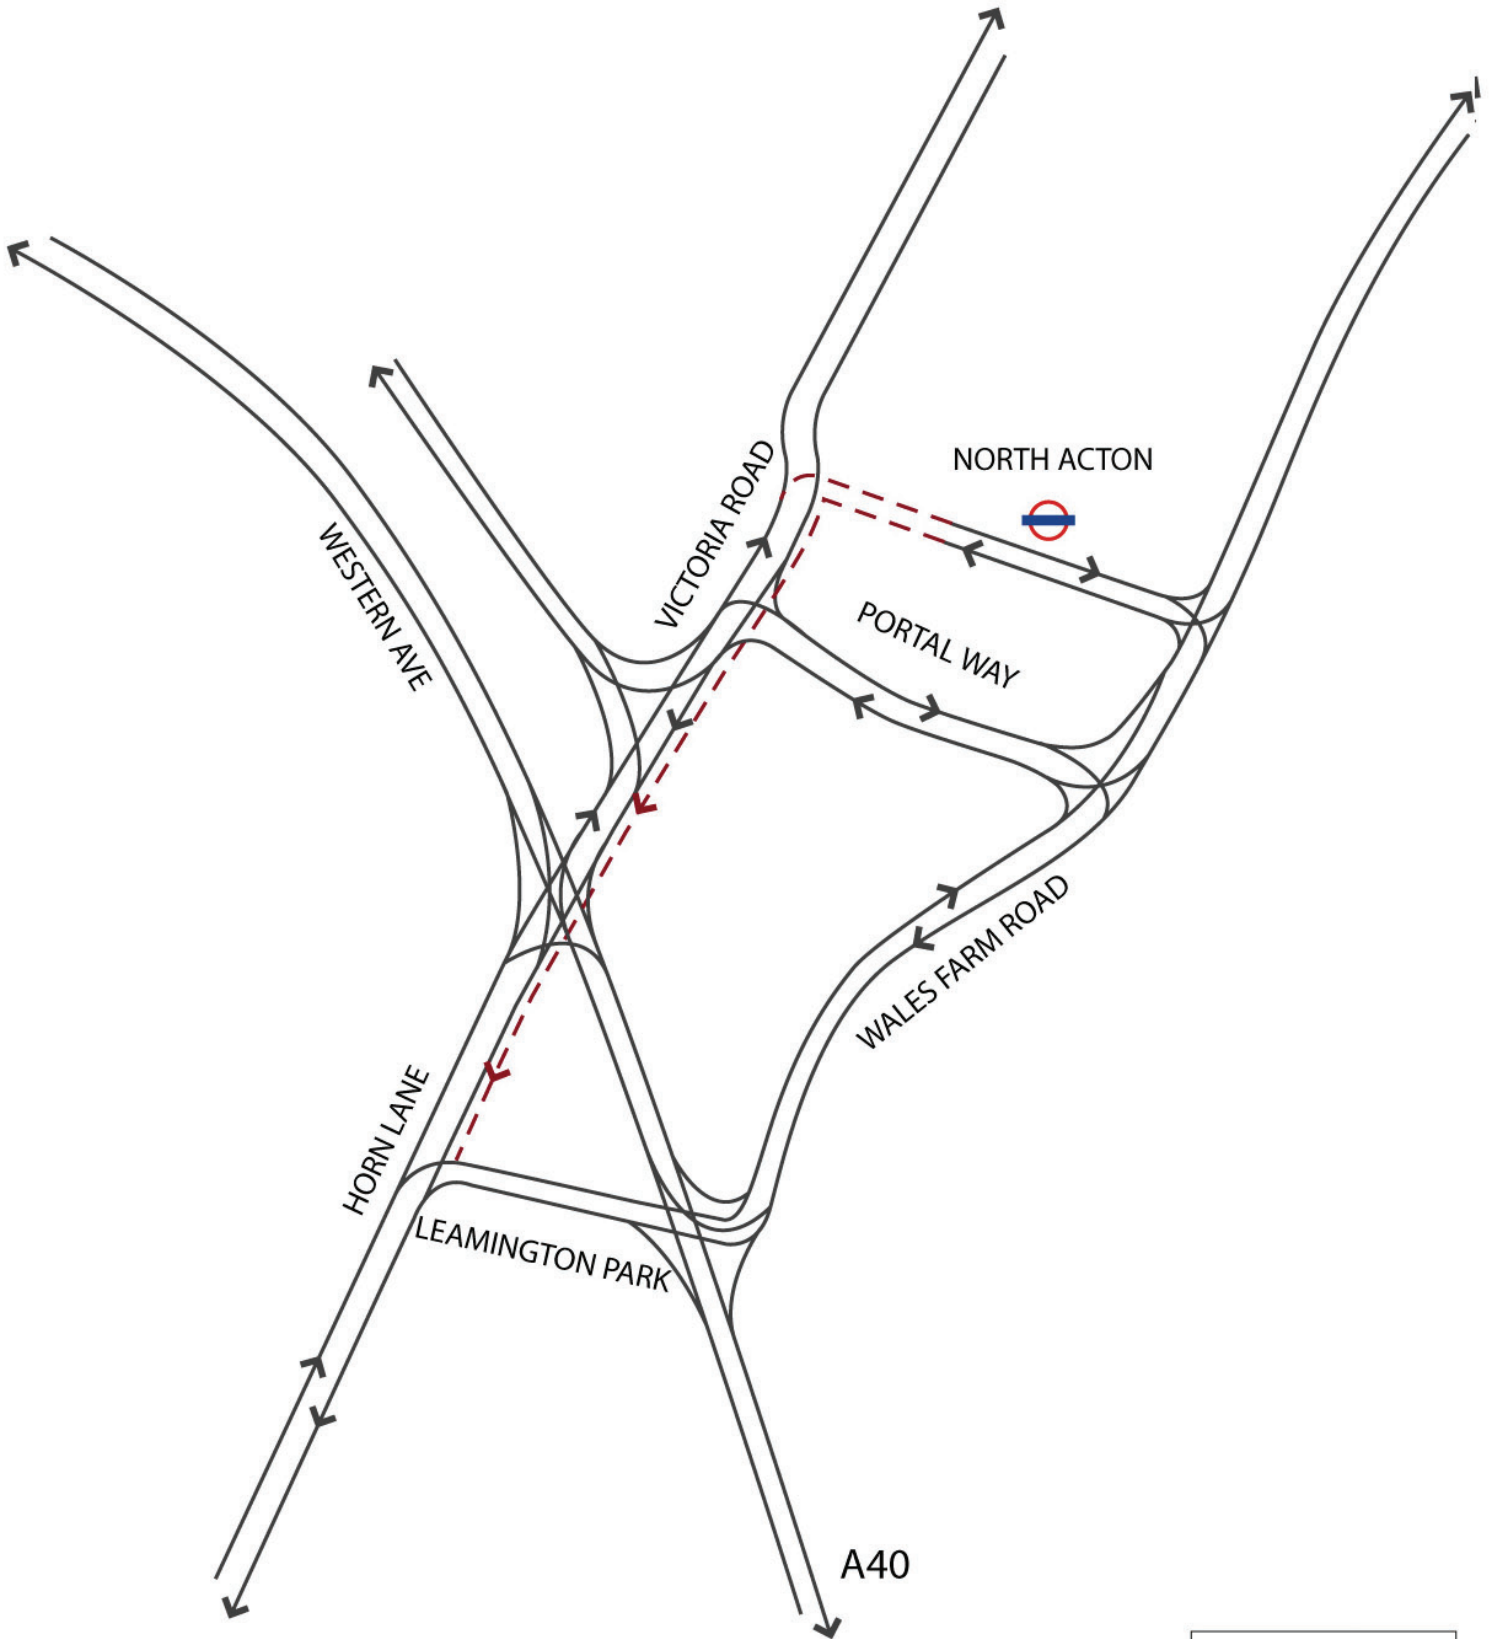 NORTH ACTON
VICTORIA ROAD
WESTERN AVE
PORTAL WAY
WALES FARM ROAD
HORN LANE
LEAMINGTON PARK
A40